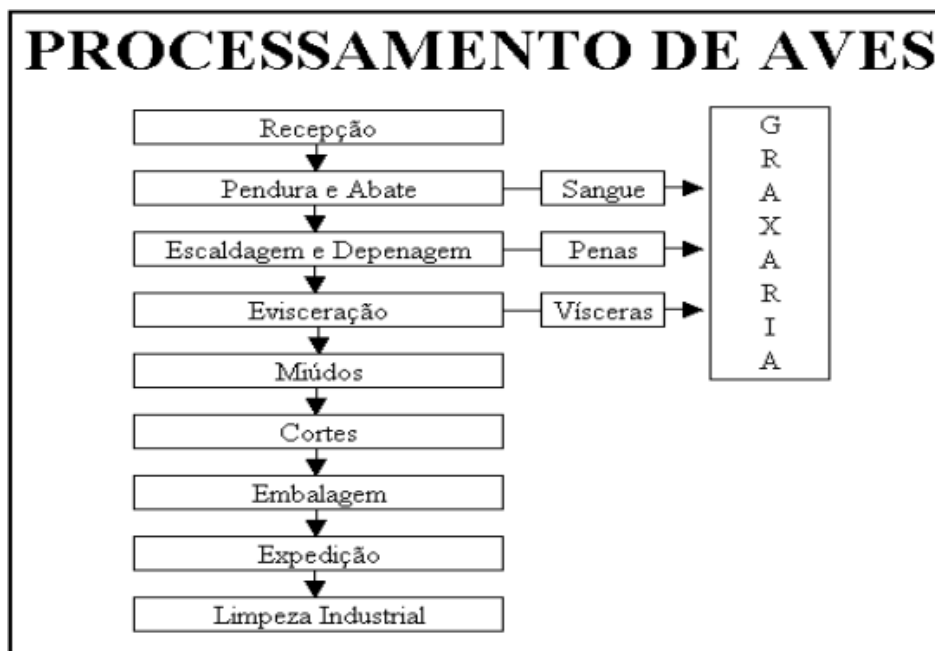 PROCESSAMENTO DE AVES
Recepção
Pendura e Abate
Sangue
Escaldagem e Depenagem
Penas
Evisceração
Vísceras
Miúdos
Cortes
Embalagem
Expedição
Limpeza Industrial
G
R
A
X
A
R
I
A